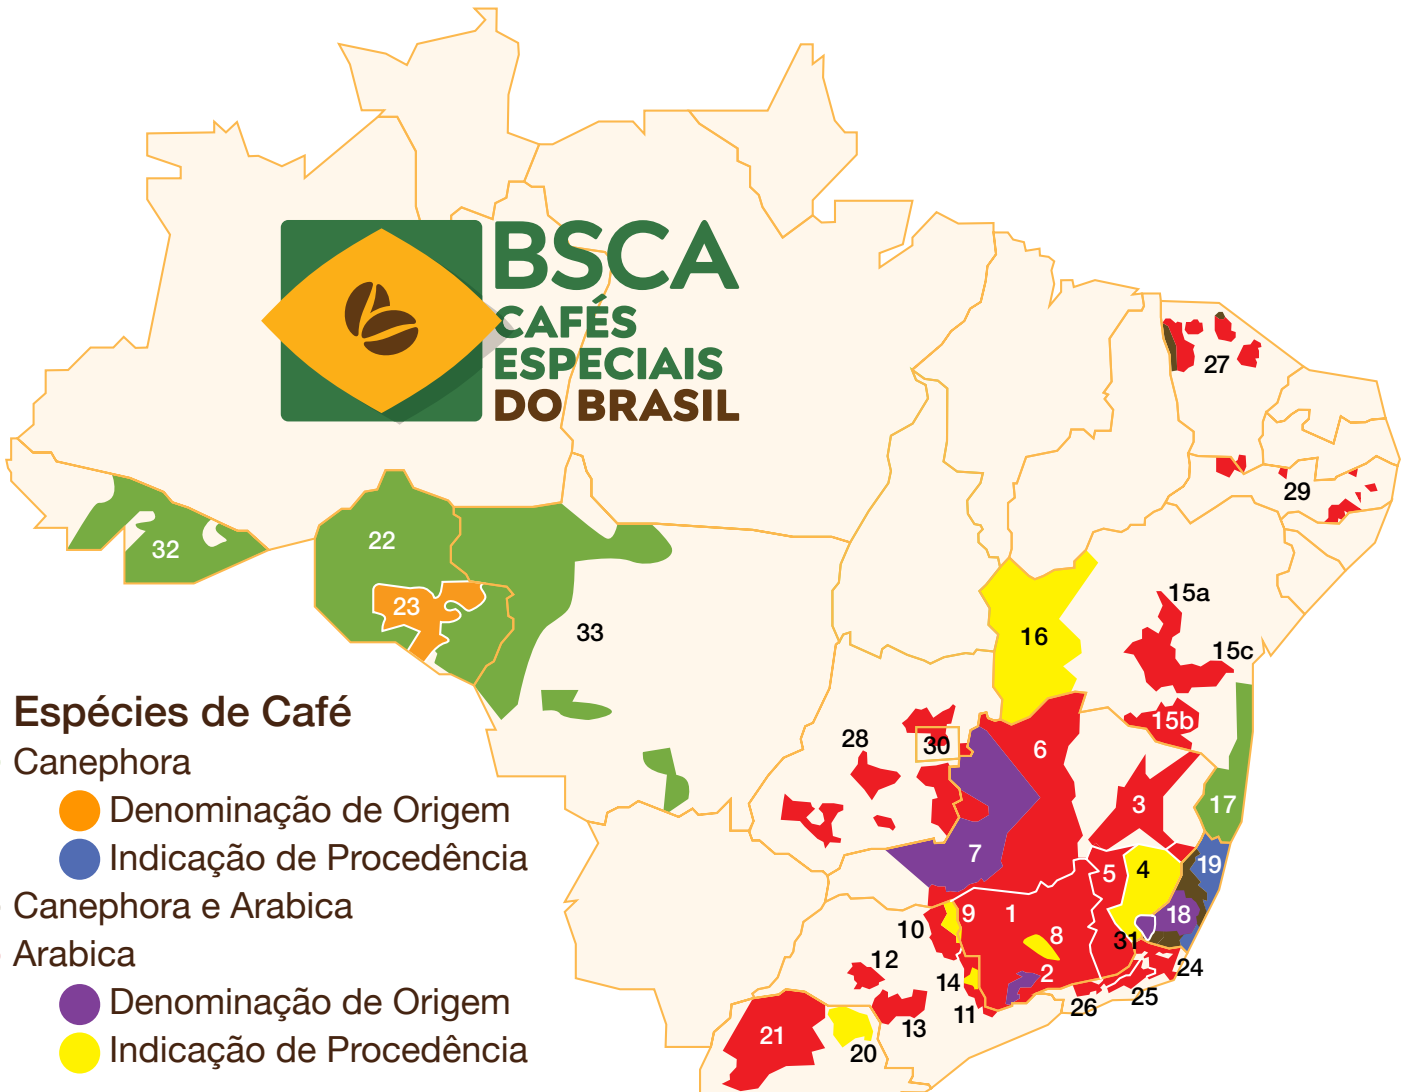 BSCA
CAFÉS
ESPECIAIS
DO BRASIL
27
29
32
22
23
33
16
15a
15c
15b
28
30
6
3
17
7
5
4
19
18
31
9
1
8
10
2
24
12
14
25
26
11
13
21
20
Espécies de Café
Canephora
Denominação de Origem
Indicação de Procedência
Canephora e Arabica
Arabica
Denominação de Origem
Indicação de Procedência